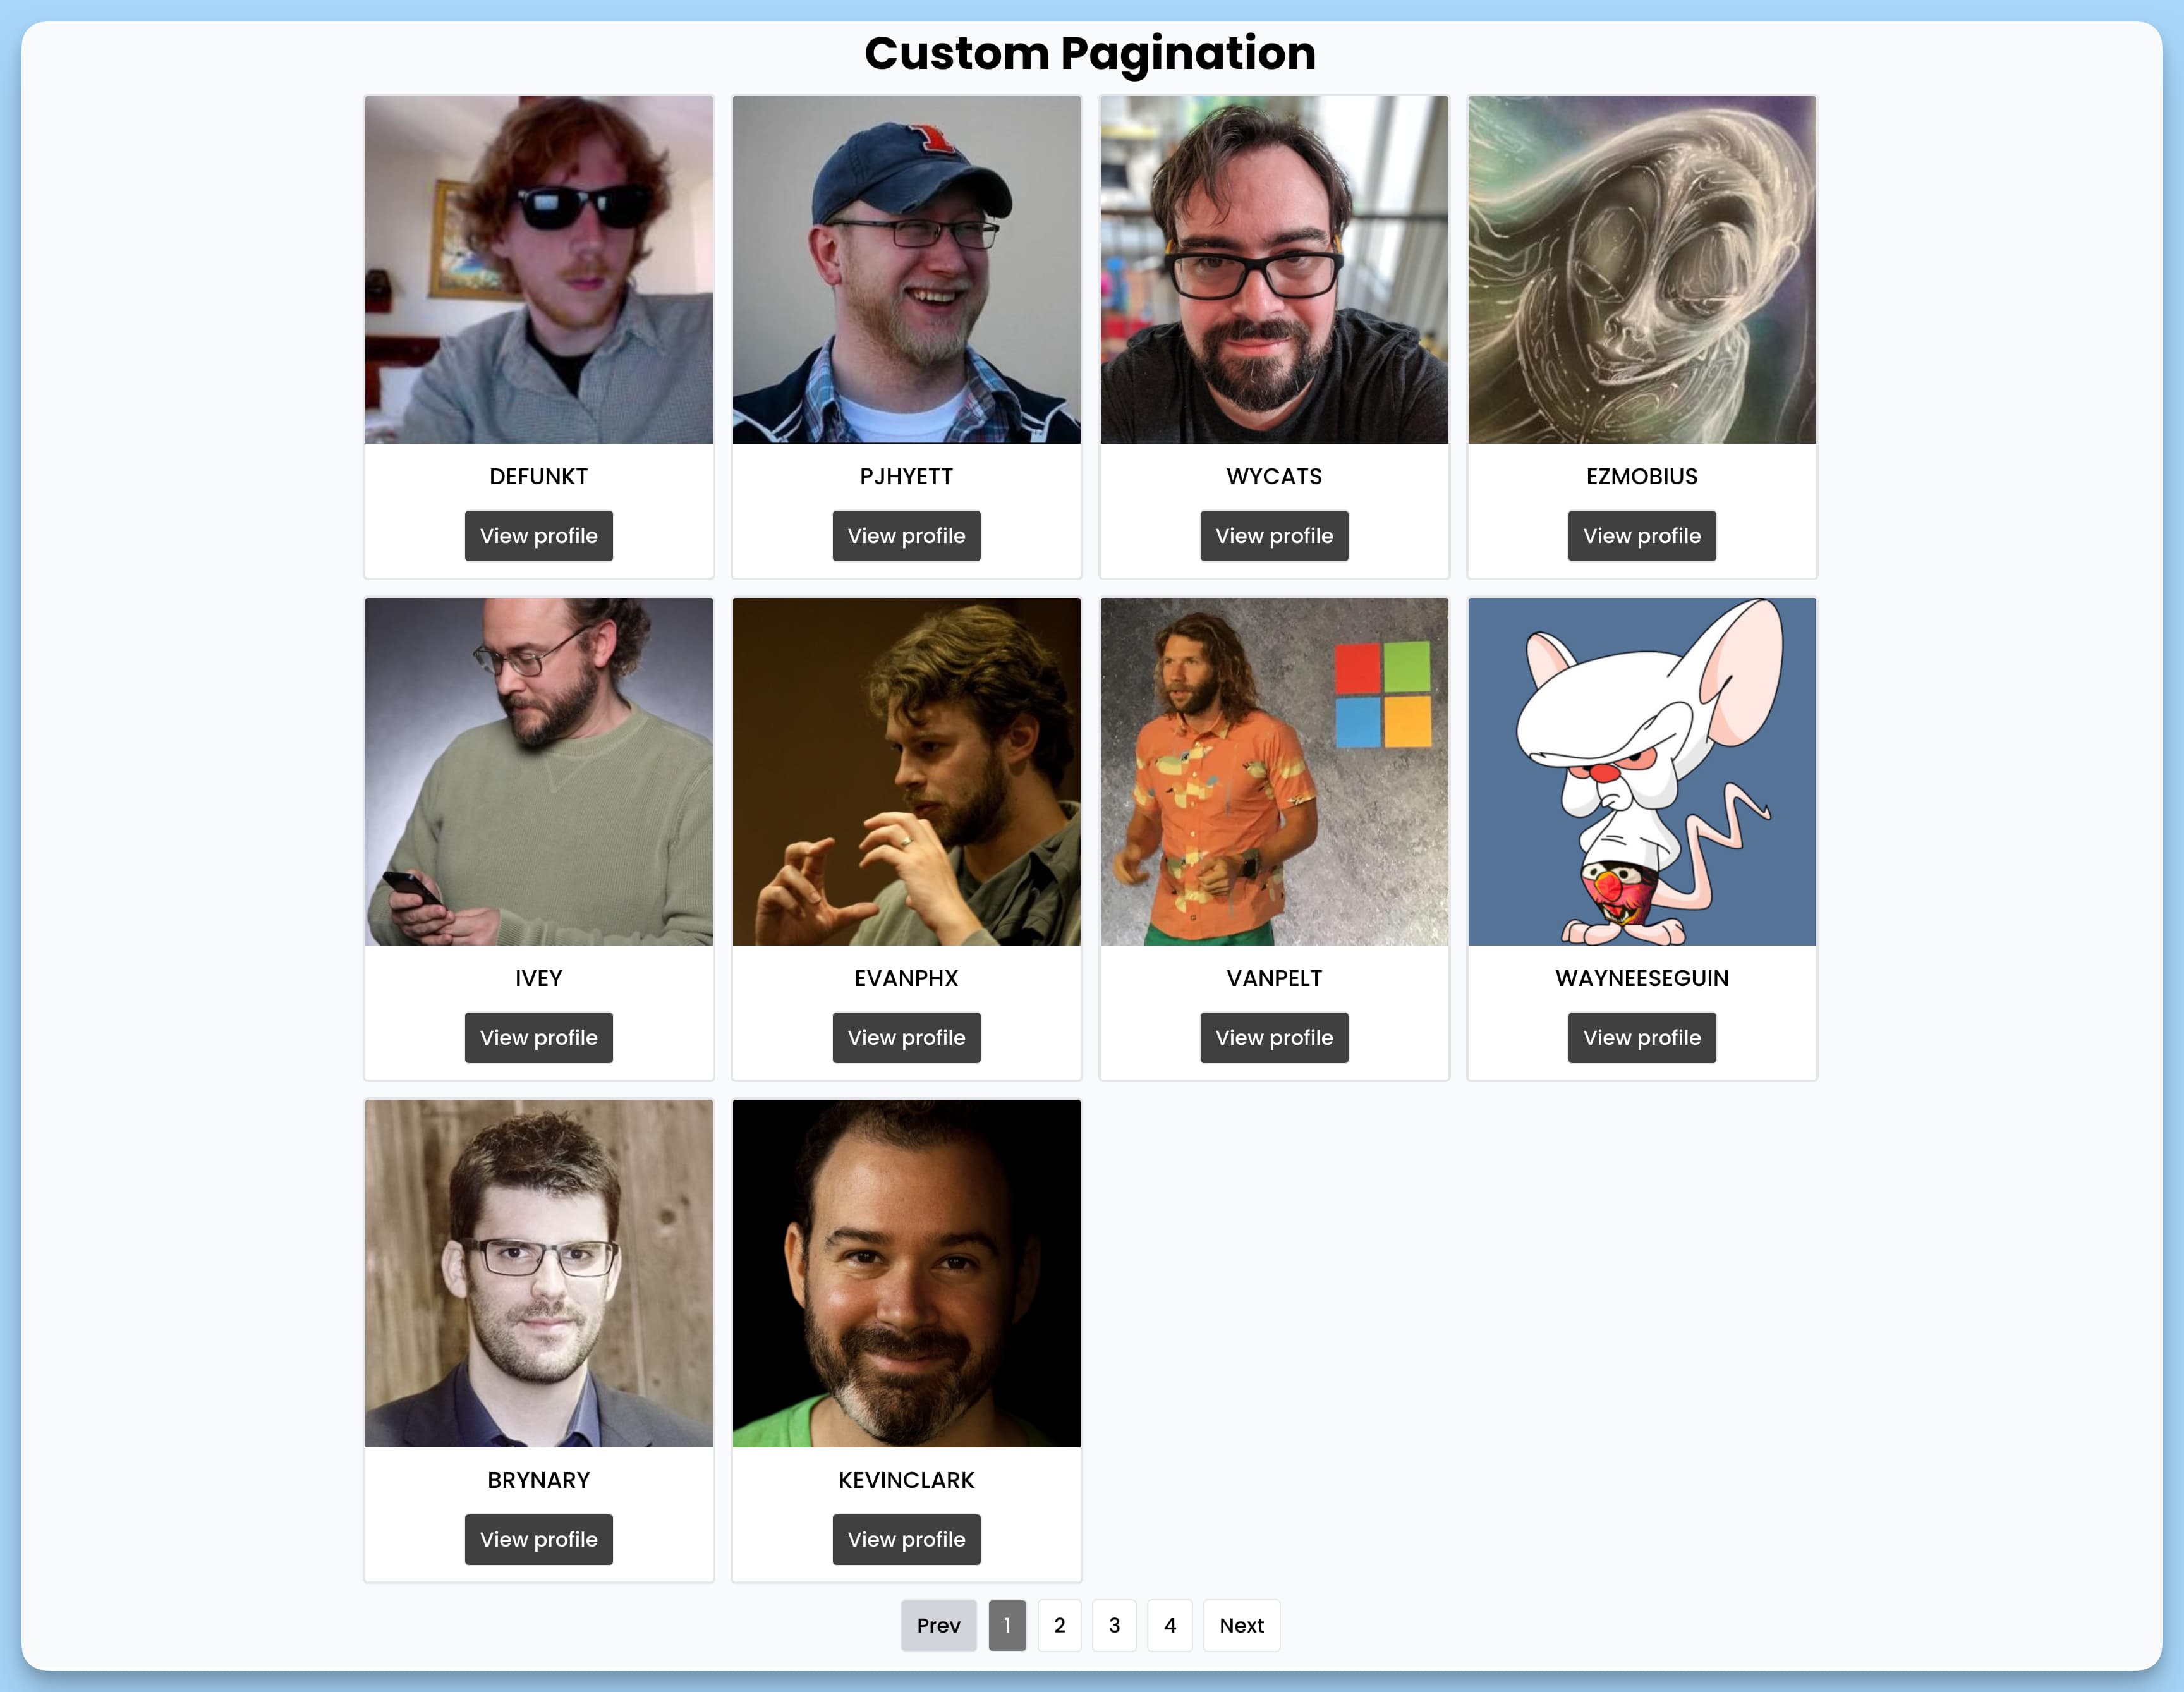 Custom Pagination
DEFUNKT
PJHYETT
WYCATS
EZMOBIUS
View profile
View profile
View profile
View profile
IVEY
EVANPHX
VANPELT
WAYNEESEGUIN
View profile
View profile
View profile
View profile
BRYNARY
KEVINCLARK
View profile
View profile
Prev 1 2 3 4 Next